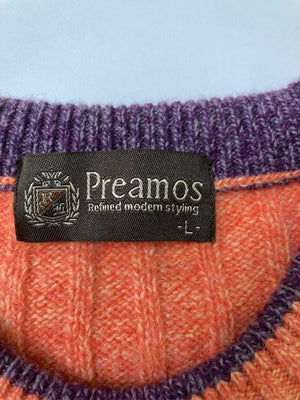 Preamos
Refined modern styling
-L-